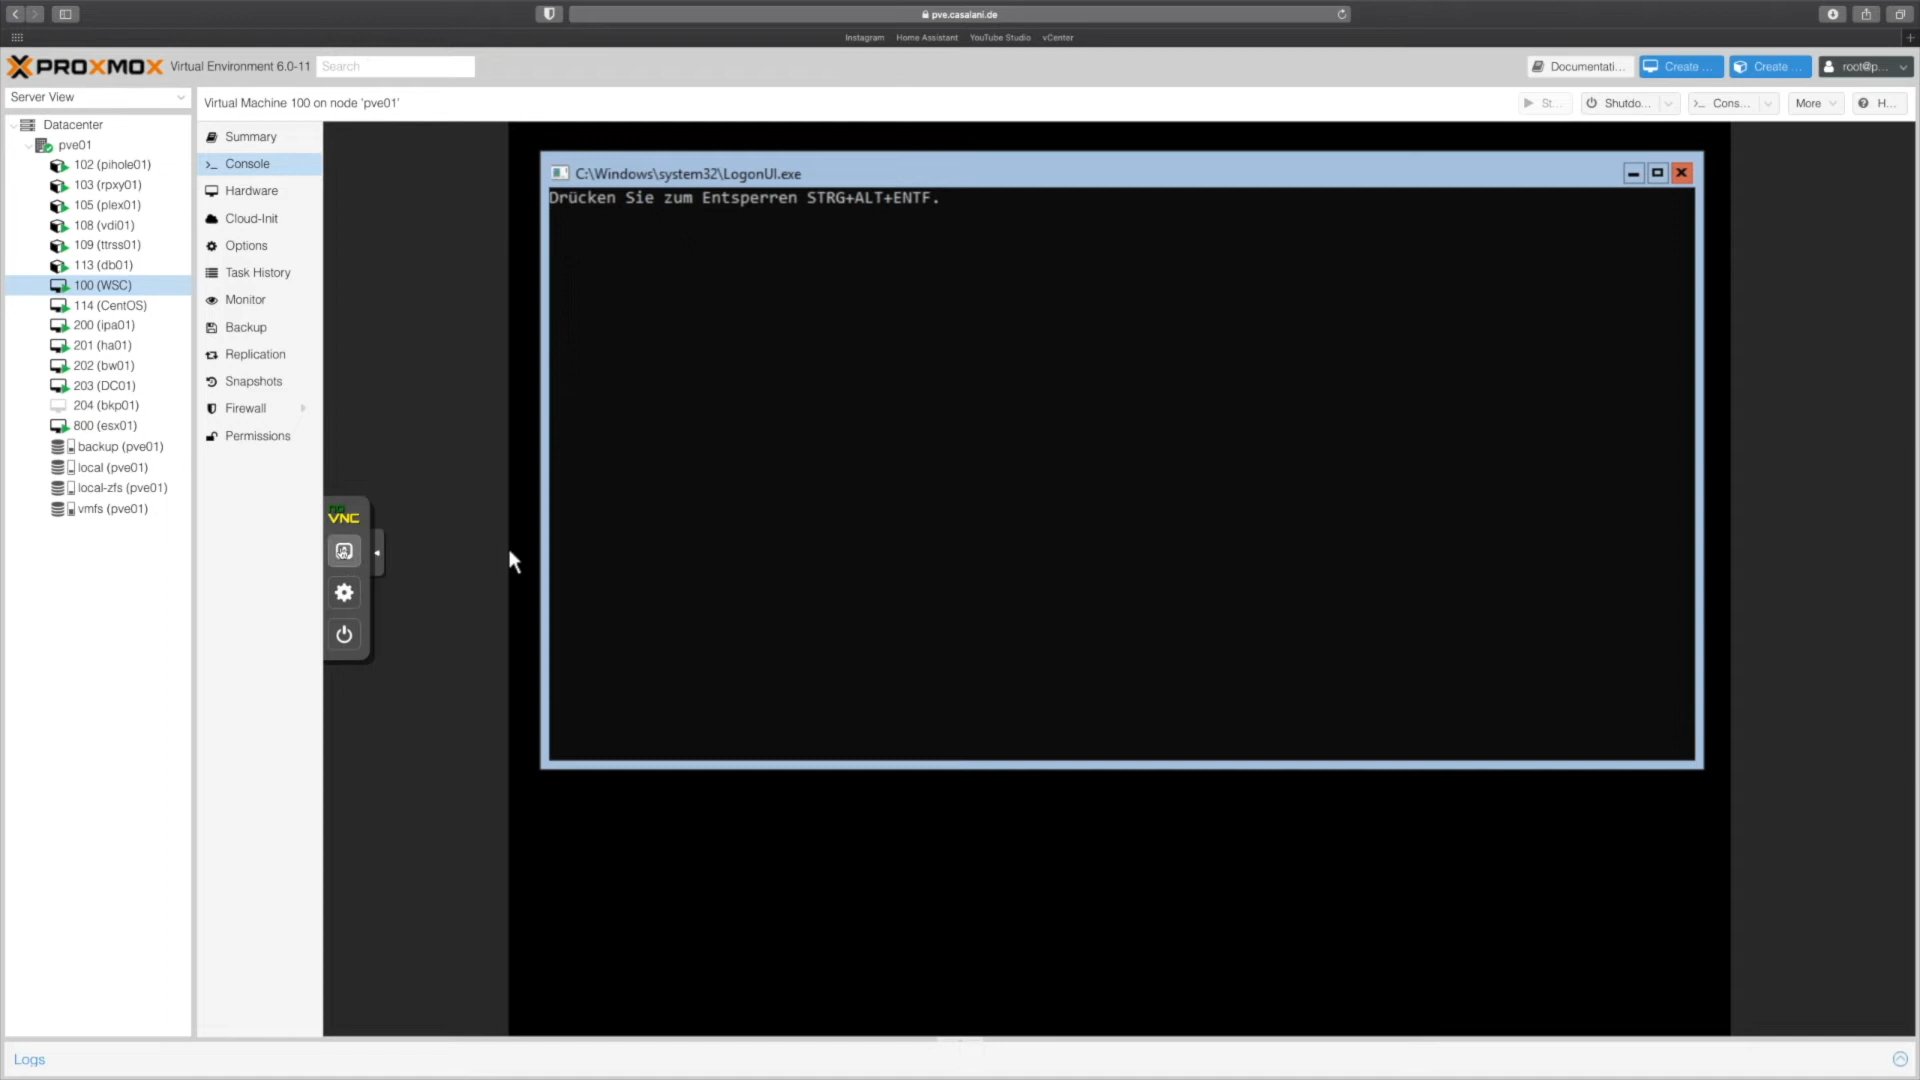 pve.casalani.de
Instagram Home Assistant YouTube Studio vCenter
PROXMOX Virtual Environment 6.0-11 Search
Documentati... Create ... Create ... root@p...
Server View
Virtual Machine 100 on node 'pve01'
St... Shutdo... Cons... More H...
Datacenter
pve01
102 (pihole01)
103 (rpxy01)
105 (plex01)
108 (vdi01)
109 (ttrss01)
113 (db01)
100 (WSC)
114 (CentOS)
200 (ipa01)
201 (ha01)
202 (bw01)
203 (DC01)
204 (bkp01)
800 (esx01)
backup (pve01)
local (pve01)
local-zfs (pve01)
vmfs (pve01)
Summary
Console
Hardware
Cloud-Init
Options
Task History
Monitor
Backup
Replication
Snapshots
Firewall
Permissions
no
VNC
C:\Windows\system32\LogonUI.exe
Drücken Sie zum Entsperren STRG+ALT+ENTF.
Logs